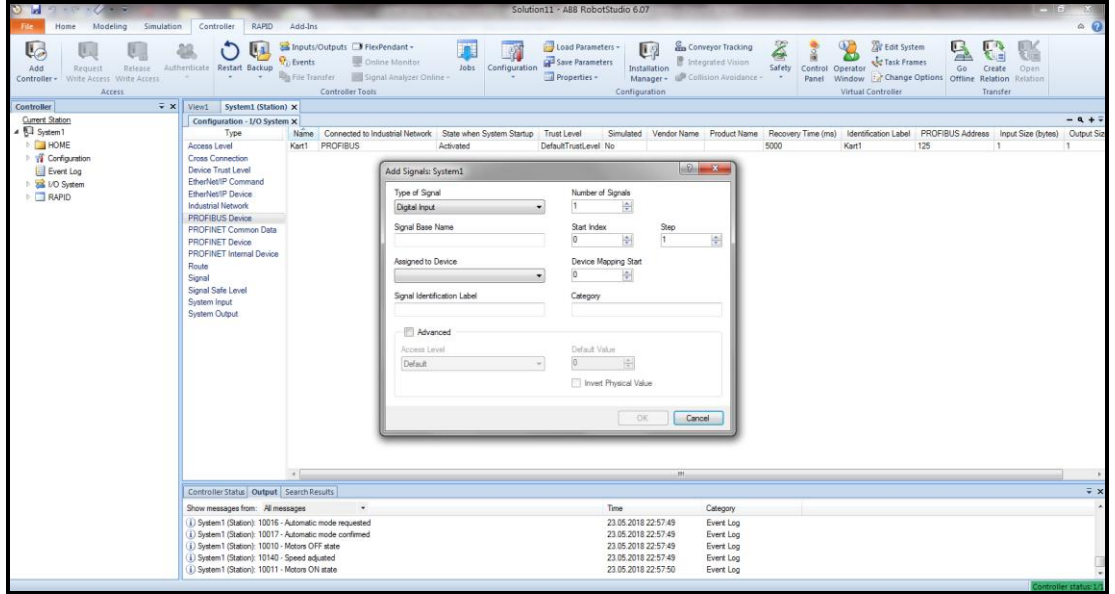 Solution11 - ABB RobotStudio 6.07
File Home Modeling Simulation Controller RAPID Add-Ins
Add Controller
Request Write Access
Release Write Access
Authenticate
Restart
Backup
Inputs/Outputs
Events
File Transfer
FlexPendant
Online Monitor
Signal Analyzer Online
Jobs
Configuration
Load Parameters
Save Parameters
Properties
Installation Manager
Conveyor Tracking
Integrated Vision
Collision Avoidance
Safety
Control Panel
Operator Window
Edit System
Task Frames
Change Options
Go Offline
Create Relation
Open Relation
Access Controller Tools Configuration Virtual Controller Transfer
Controller
Current Station
System1
HOME
Configuration
Event Log
I/O System
RAPID
View1 System1 (Station)
Configuration - I/O System
Type
Access Level
Cross Connection
Device Trust Level
EtherNet/IP Command
EtherNet/IP Device
Industrial Network
PROFIBUS Device
PROFINET Common Data
PROFINET Device
PROFINET Internal Device
Route
Signal
Signal Safe Level
System Input
System Output
Name Connected to Industrial Network State when System Startup Trust Level Simulated Vendor Name Product Name Recovery Time (ms) Identification Label PROFIBUS Address Input Size (bytes) Output Siz
Kart1 PROFIBUS Activated DefaultTrustLevel No 5000 Kart1 125 1 1
Add Signals: System1
Type of Signal Number of Signals
Digital Input 1
Signal Base Name Start Index Step
0 1
Assigned to Device Device Mapping Start
0
Signal Identification Label Category
Advanced
Access Level Default Value
Default 0
Invert Physical Value
OK Cancel
Controller Status Output Search Results
Show messages from: All messages Time Category
System1 (Station): 10016 - Automatic mode requested 23.05.2018 22:57:49 Event Log
System1 (Station): 10017 - Automatic mode confirmed 23.05.2018 22:57:49 Event Log
System1 (Station): 10010 - Motors OFF state 23.05.2018 22:57:49 Event Log
System1 (Station): 10140 - Speed adjusted 23.05.2018 22:57:49 Event Log
System1 (Station): 10011 - Motors ON state 23.05.2018 22:57:50 Event Log
Controller status: 1/1